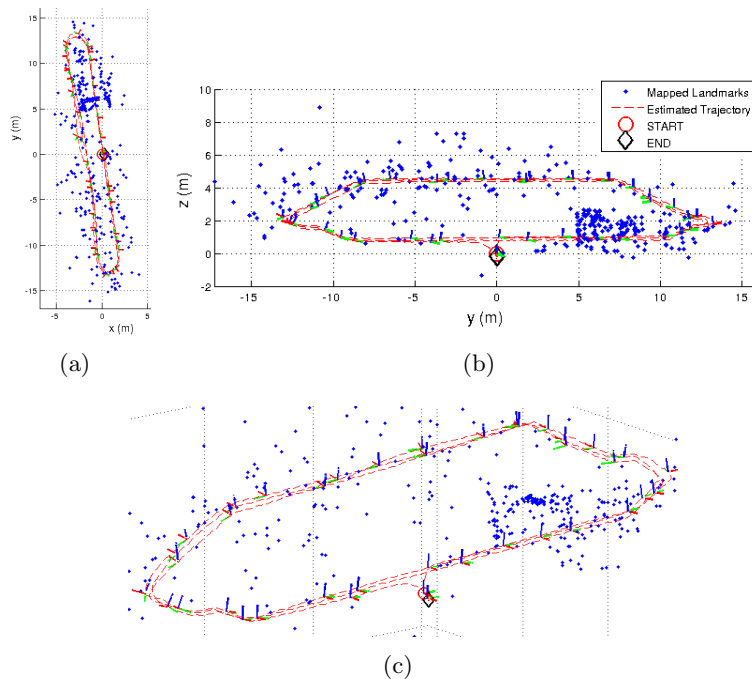 15
10
5
0
−5
−10
−15
−5 0 5
y (m)
x (m)
(a)
10
8
6
4
2
0
−2
−15 −10 −5 0 5 10 15
z (m)
y (m)
Mapped Landmarks
Estimated Trajectory
START
END
(b)
(c)